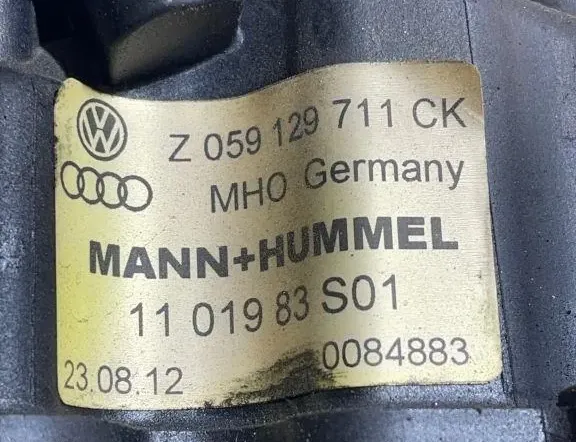 Z 059 129 711 CK
MHO Germany
MANN+HUMMEL
11 019 83 S01
23.08.12 0084883